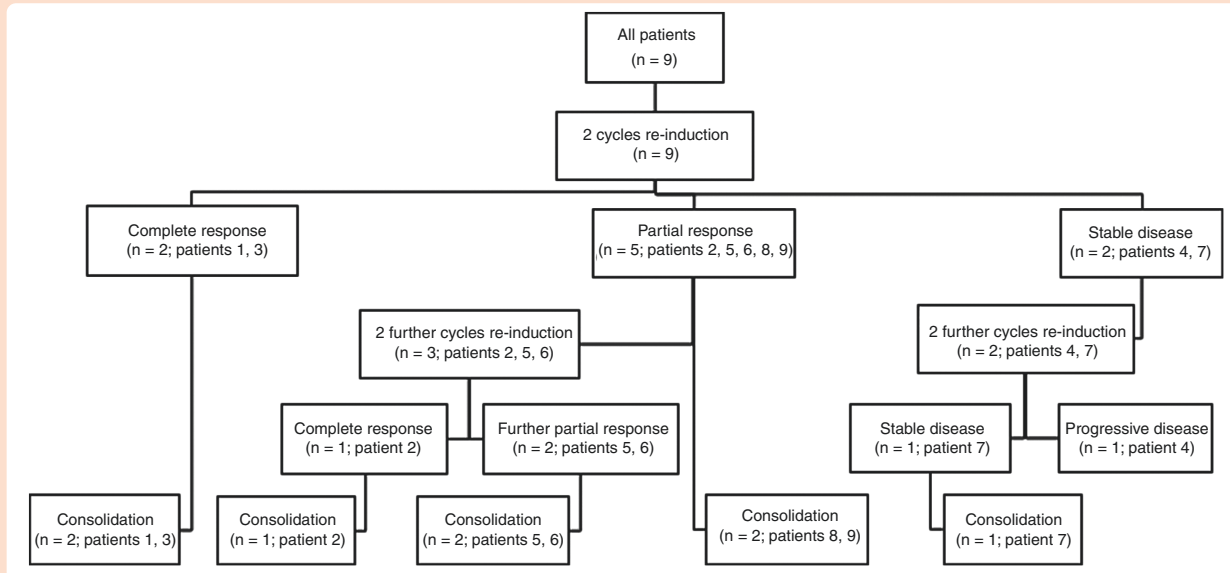 All patients
(n = 9)
2 cycles re-induction
(n = 9)
Complete response
(n = 2; patients 1, 3)
Partial response
(n = 5; patients 2, 5, 6, 8, 9)
Stable disease
(n = 2; patients 4, 7)
2 further cycles re-induction
(n = 3; patients 2, 5, 6)
2 further cycles re-induction
(n = 2; patients 4, 7)
Complete response
(n = 1; patient 2)
Further partial response
(n = 2; patients 5, 6)
Stable disease
(n = 1; patient 7)
Progressive disease
(n = 1; patient 4)
Consolidation
(n = 2; patients 1, 3)
Consolidation
(n = 1; patient 2)
Consolidation
(n = 2; patients 5, 6)
Consolidation
(n = 2; patients 8, 9)
Consolidation
(n = 1; patient 7)